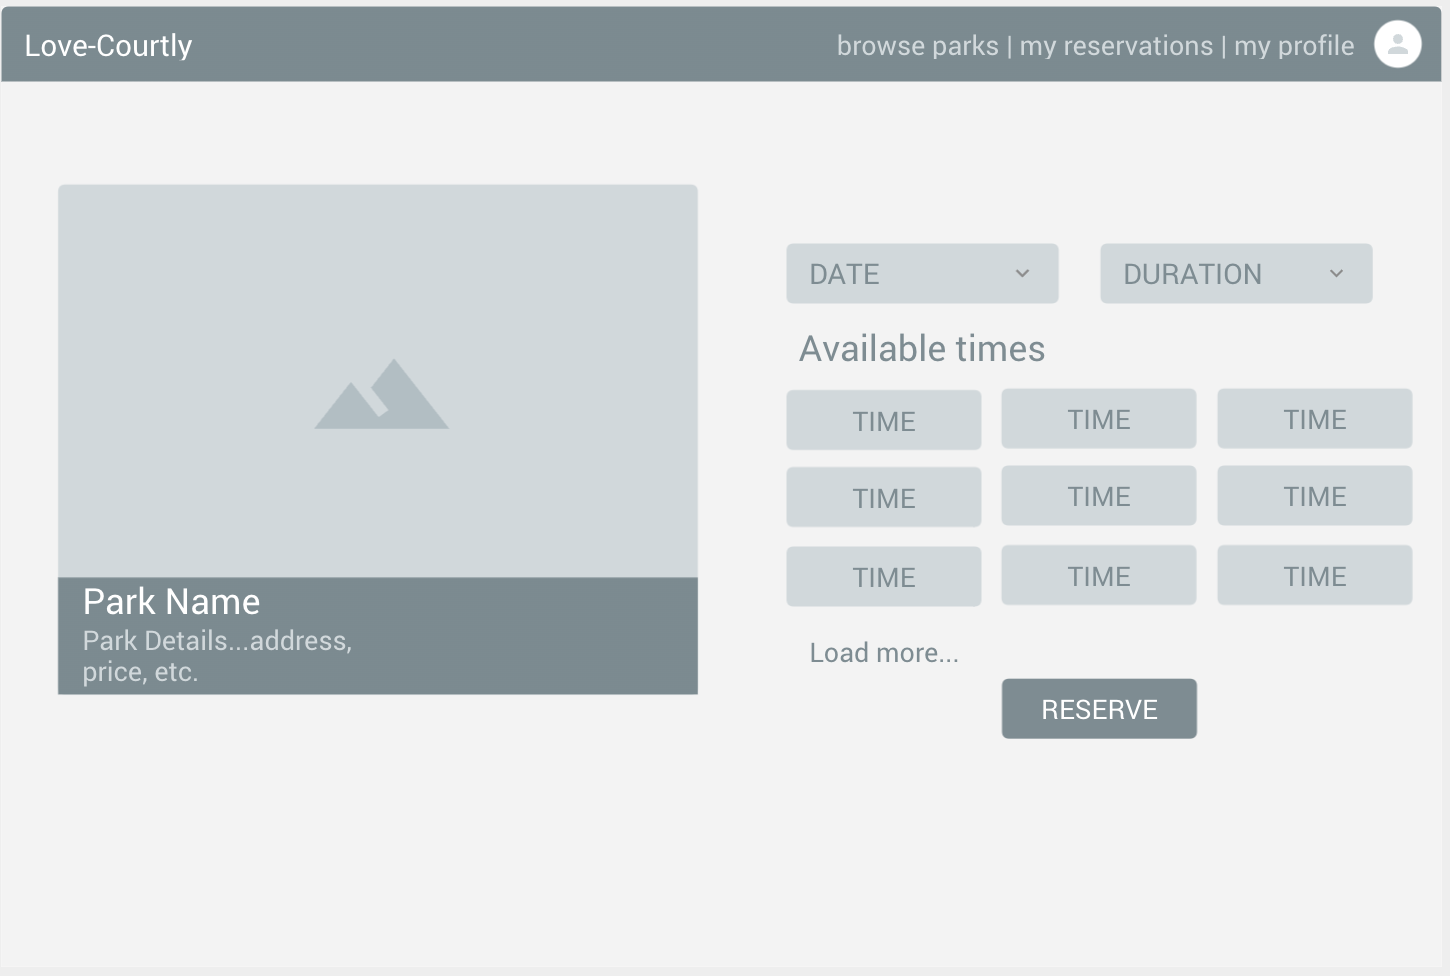 Love-Courtly
browse parks | my reservations | my profile
Park Name
Park Details...address,
price, etc.
DATE
DURATION
Available times
TIME
TIME
TIME
TIME
TIME
TIME
TIME
TIME
TIME
Load more...
RESERVE